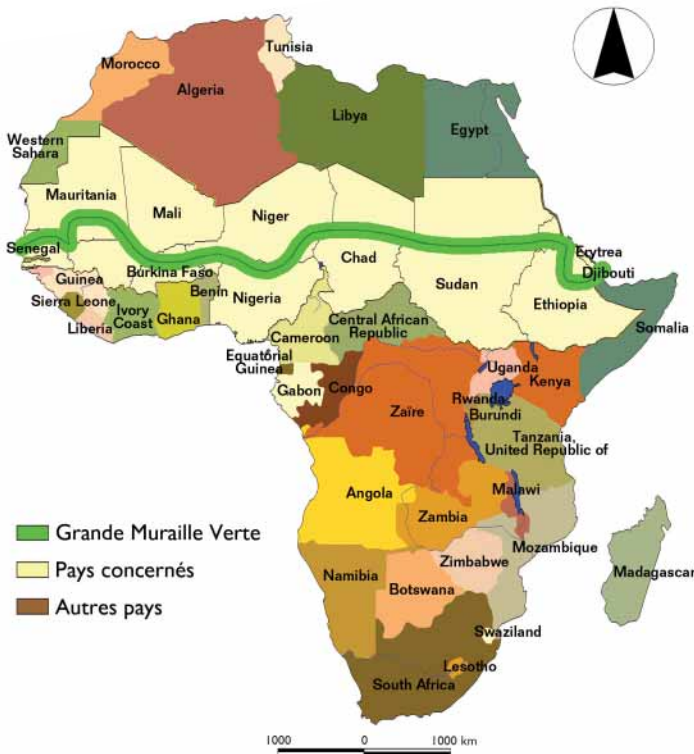 Tunisia
Morocco
Algeria
Libya
Egypt
Western
Sahara
Mauritania
Mali
Niger
Chad
Sudan
Erytrea
Djibouti
Senegal
Burkina Faso
Guinea
Benin
Nigeria
Ethiopia
Sierra Leone
Ivory
Coast
Ghana
Liberia
Somalia
Central African
Republic
Cameroon
Equatorial
Guinea
Gabon
Congo
Zaïre
Uganda
Kenya
Rwanda
Burundi
Tanzania,
United Republic of
Angola
Malawi
Zambia
Mozambique
Zimbabwe
Madagascar
Namibia
Botswana
Swaziland
Lesotho
South Africa
Grande Muraille Verte
Pays concernés
Autres pays
1000 0 1000 km